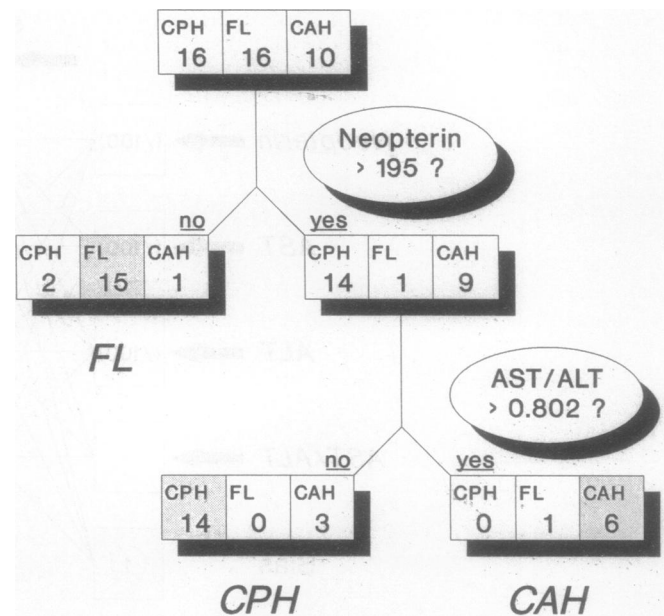 CPH FL CAH
16 16 10
Neopterin
> 195 ?
no yes
CPH FL CAH
2 15 1
CPH FL CAH
14 1 9
FL
AST/ALT
> 0.802 ?
no yes
CPH FL CAH
14 0 3
CPH FL CAH
0 1 6
CPH CAH